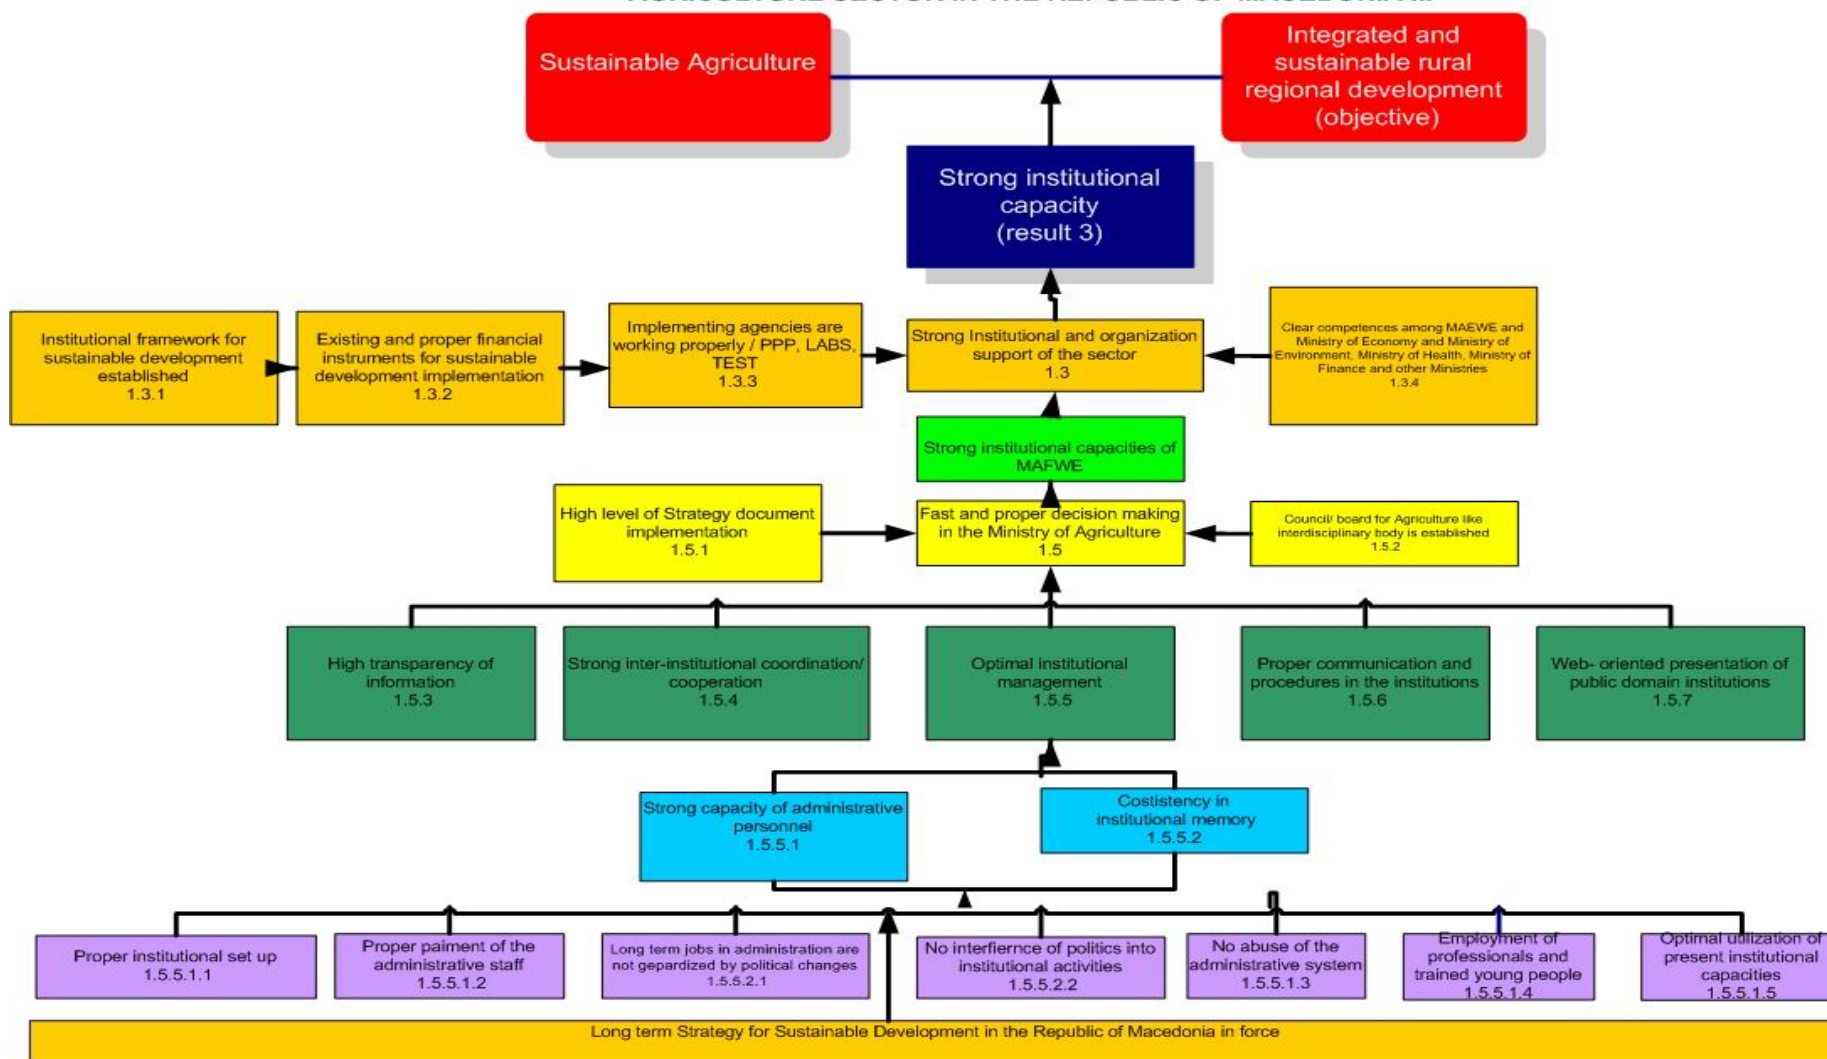 Sustainable Agriculture
Integrated and
sustainable rural
regional development
(objective)
Strong institutional
capacity
(result 3)
Institutional framework for
sustainable development
established
1.3.1
Existing and proper financial
instruments for sustainable
development implementation
1.3.2
Implementing agencies are
working properly / PPP, LABS,
TEST
1.3.3
Strong Institutional and organization
support of the sector
1.3
Clear competences among MAEWE and
Ministry of Economy and Ministry of
Environment, Ministry of Health, Ministry of
Finance and other Ministries
1.3.4
Strong institutional capacities of
MAFWE
High level of Strategy document
implementation
1.5.1
Fast and proper decision making
in the Ministry of Agriculture
1.5
Council/ board for Agriculture like
interdisciplinary body is established
1.5.2
High transparency of
information
1.5.3
Strong inter-institutional coordination/
cooperation
1.5.4
Optimal institutional
management
1.5.5
Proper communication and
procedures in the institutions
1.5.6
Web- oriented presentation of
public domain institutions
1.5.7
Strong capacity of administrative
personnel
1.5.5.1
Costistency in
institutional memory
1.5.5.2
Proper institutional set up
1.5.5.1.1
Proper paiment of the
administrative staff
1.5.5.1.2
Long term jobs in administration are
not gepardized by political changes
1.5.5.2.1
No interfiernce of politics into
institutional activities
1.5.5.2.2
No abuse of the
administrative system
1.5.5.1.3
Employment of
professionals and
trained young people
1.5.5.1.4
Optimal utilization of
present institutional
capacities
1.5.5.1.5
Long term Strategy for Sustainable Development in the Republic of Macedonia in force